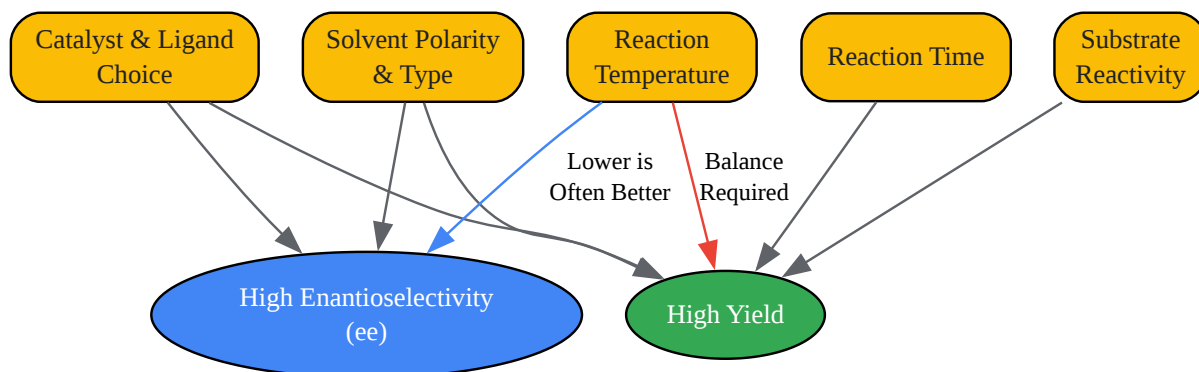 Catalyst & Ligand
Choice
Solvent Polarity
& Type
Reaction
Temperature
Reaction Time
Substrate
Reactivity
Lower is
Often Better
Balance
Required
High Enantioselectivity
(ee)
High Yield